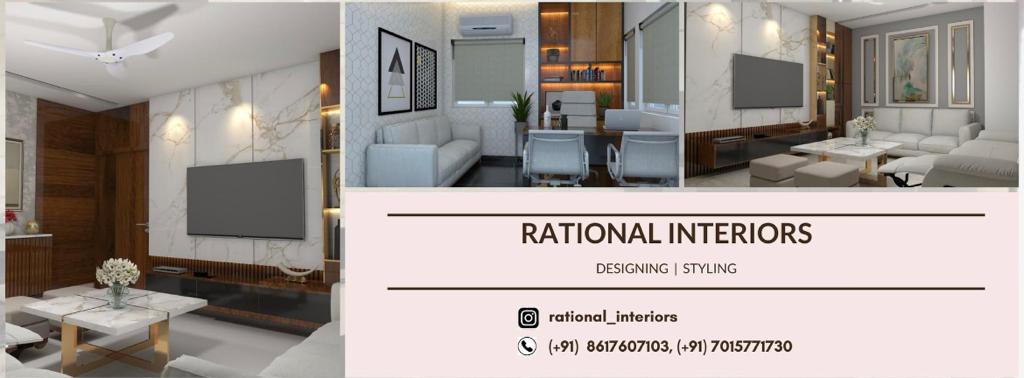 RATIONAL INTERIORS
DESIGNING | STYLING
rational_interiors
(+91) 8617607103, (+91) 7015771730